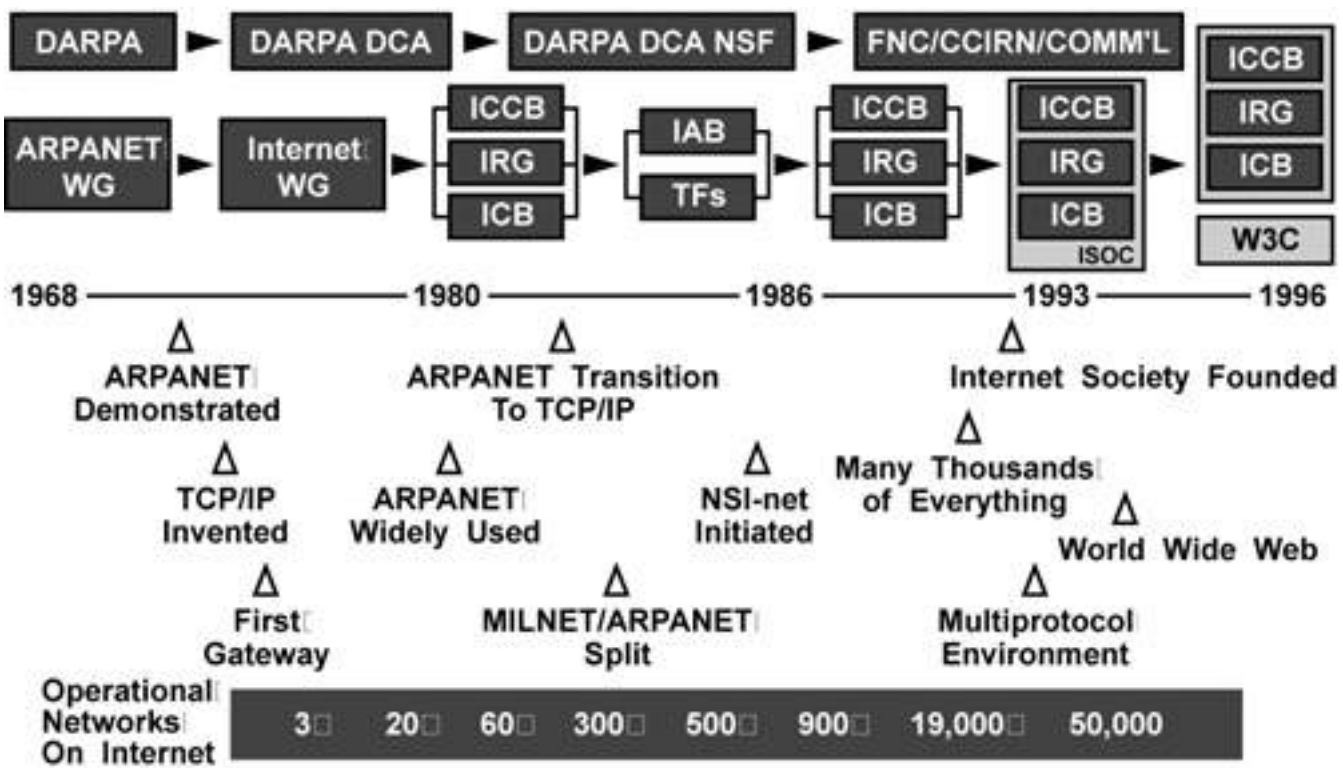 DARPA
DARPA DCA
DARPA DCA NSF
FNC/CCIRN/COMM'L
ICCB
IRG
ICB
ARPANET
WG
Internet
WG
ICCB
IRG
ICB
IAB
TFs
ICCB
IRG
ICB
ICCB
IRG
ICB
ISOC
W3C
1968
1980
1986
1993
1996
ARPANET
Demonstrated
ARPANET Transition
To TCP/IP
Internet Society Founded
TCP/IP
Invented
ARPANET
Widely Used
NSI-net
Initiated
Many Thousands
of Everything
World Wide Web
First
Gateway
MILNET/ARPANET
Split
Multiprotocol
Environment
Operational
Networks
On Internet
3 20 60 300 500 900 19,000 50,000